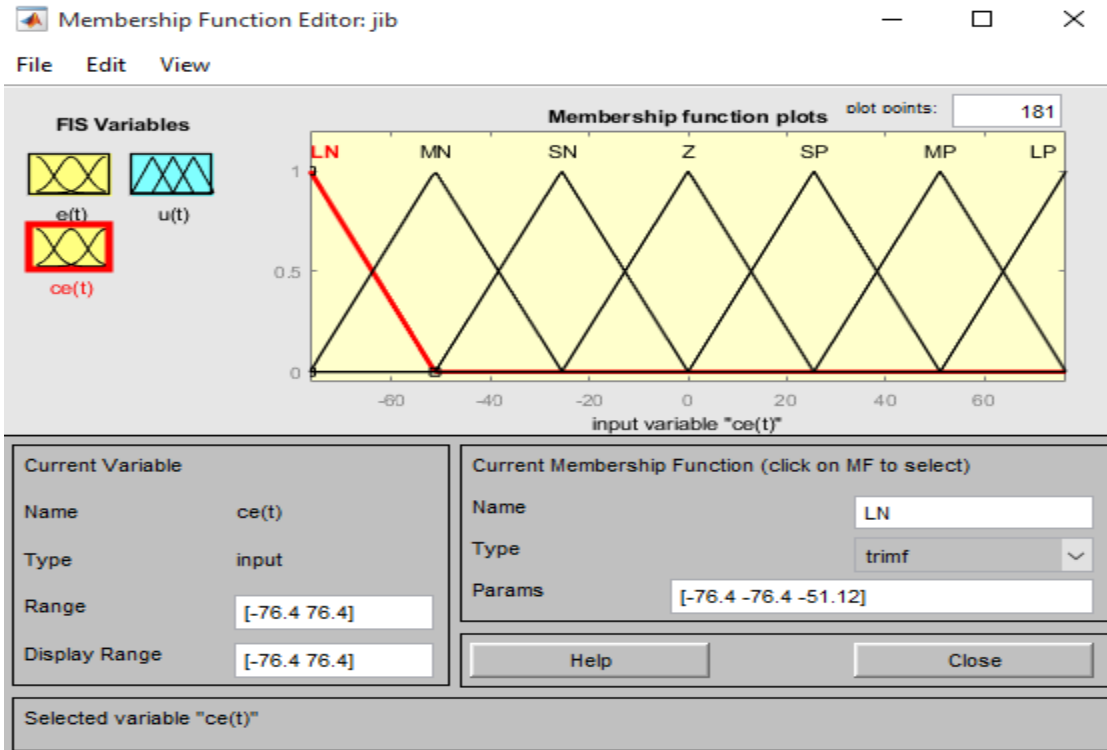 Membership Function Editor: jib
File Edit View
FIS Variables
e(t) u(t)
ce(t)
Membership function plots plot points: 181
LN MN SN Z SP MP LP
1
0.5
0
-60 -40 -20 0 20 40 60
input variable "ce(t)"
Current Variable
Name ce(t)
Type input
Range [-76.4 76.4]
Display Range [-76.4 76.4]
Current Membership Function (click on MF to select)
Name LN
Type trimf
Params [-76.4 -76.4 -51.12]
Help Close
Selected variable "ce(t)"